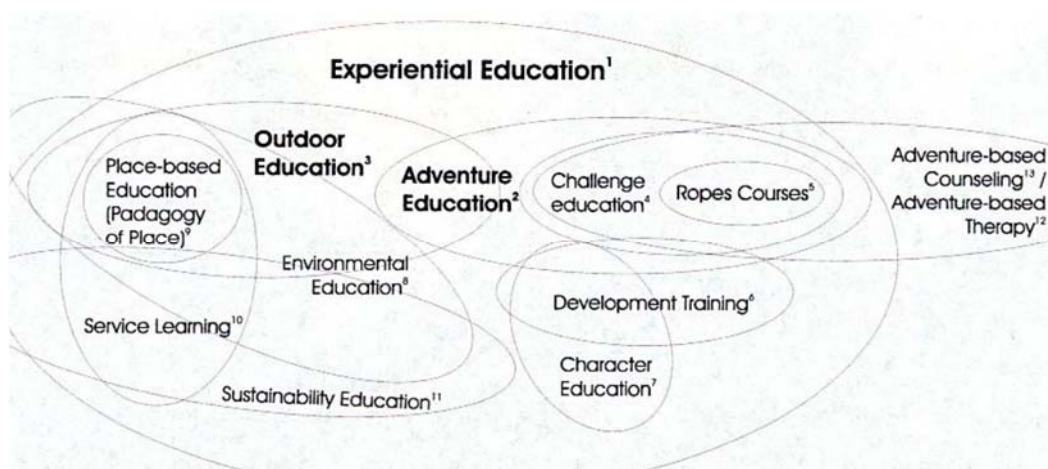 Experiential Education¹
Outdoor
Education³
Place-based
Education
(Padagogy
of Place)⁹
Adventure
Education²
Challenge
education⁴
Ropes Courses⁵
Adventure-based
Counseling¹³ /
Adventure-based
Therapy¹²
Environmental
Education⁸
Development Training⁶
Service Learning¹⁰
Character
Education⁷
Sustainability Education¹¹